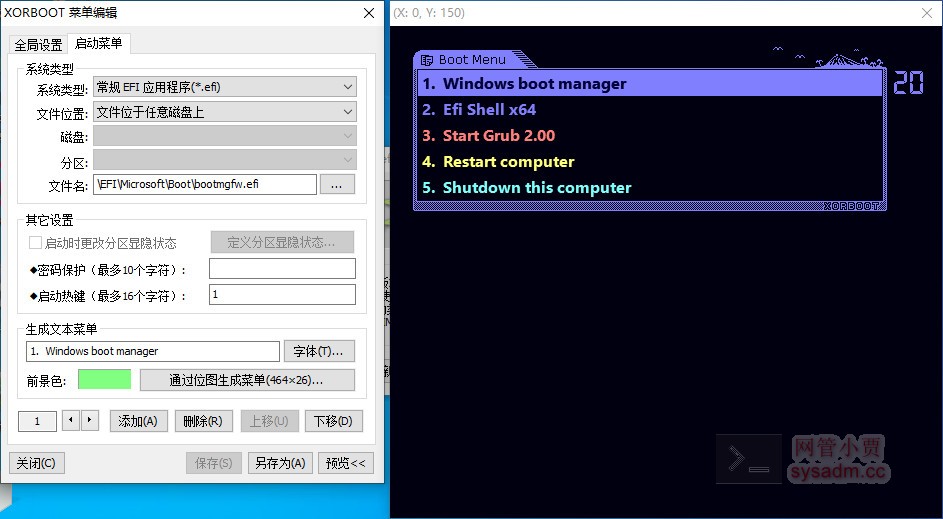 XORBOOT 菜单编辑
全局设置 启动菜单
系统类型
系统类型: 常规 EFI 应用程序(*.efi)
文件位置: 文件位于任意磁盘上
磁盘:
分区:
文件名: \EFI\Microsoft\Boot\bootmgfw.efi ...
其它设置
启动时更改分区显隐状态 定义分区显隐状态...
◆密码保护（最多10个字符）:
◆启动热键（最多16个字符）: 1
生成文本菜单
1. Windows boot manager 字体(T)...
前景色: 通过位图生成菜单(464×26)...
1 添加(A) 删除(R) 上移(U) 下移(D)
关闭(C) 保存(S) 另存为(A) 预览<<
(X: 0, Y: 150)
Boot Menu
1. Windows boot manager
20
2. Efi Shell x64
3. Start Grub 2.00
4. Restart computer
5. Shutdown this computer
XORBOOT
网管小贾
sysadm.cc